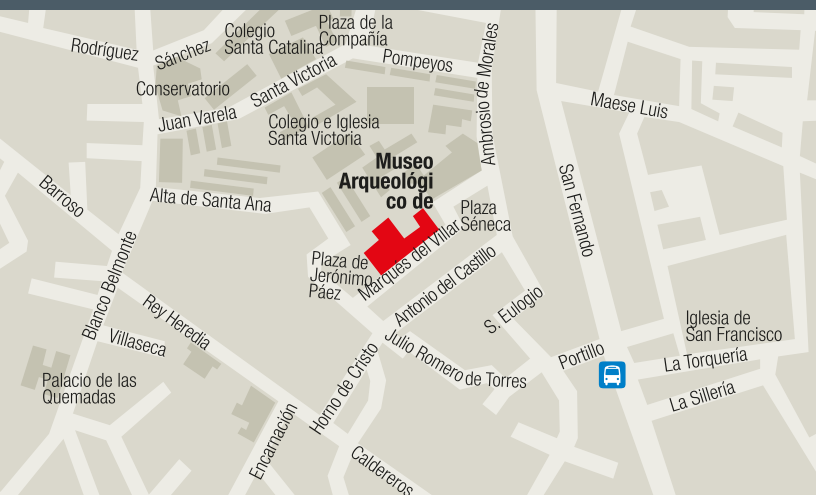 Plaza de la
Compañía
Colegio
Santa Catalina
Rodríguez
Sánchez
Pompeyos
Ambrosio de Morales
Conservatorio
Santa Victoria
Juan Varela
Maese Luis
Colegio e Iglesia
Santa Victoria
Museo
Arqueológi
co de
Barroso
Alta de Santa Ana
San Fernando
Plaza
Séneca
Marques del Villar
Plaza de
Jerónimo
Páez
Blanco Belmonte
Antonio del Castillo
Rey Heredia
S. Eulogio
Iglesia de
San Francisco
Villaseca
Julio Romero de Torres
Portillo
La Torquería
Palacio de las
Quemadas
Horno de Cristo
La Sillería
Encarnación
Caldereros